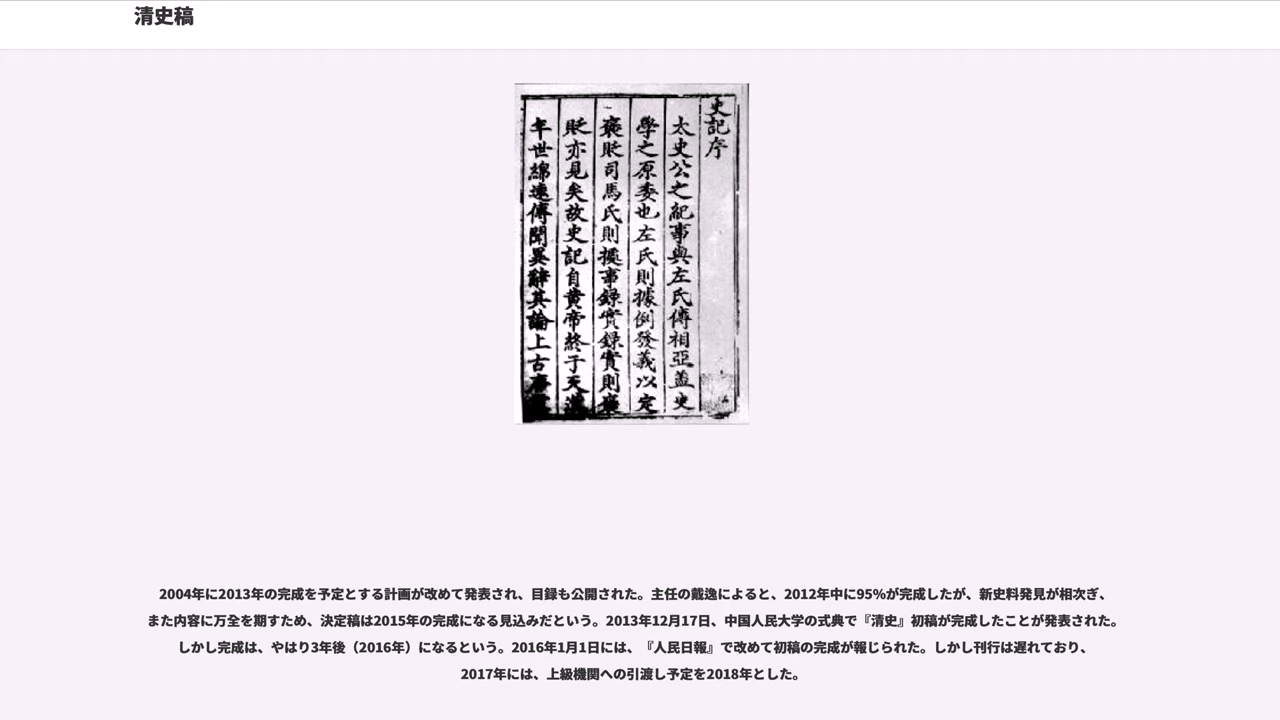 清史稿
史記序
太史公之紀事與左氏傳相亞蓋史
學之原委也左氏則據例發義以定
褒貶司馬氏則摭事錄實錄實則褒
貶亦見矣故史記自黄帝終于天漢
年世綿遠傳聞異辭其論上古
2004年に2013年の完成を予定とする計画が改めて発表され、目録も公開された。主任の戴逸によると、2012年中に95%が完成したが、新史料発見が相次ぎ、
また内容に万全を期すため、決定稿は2015年の完成になる見込みだという。2013年12月17日、中国人民大学の式典で『清史』初稿が完成したことが発表された。
しかし完成は、やはり3年後（2016年）になるという。2016年1月1日には、『人民日報』で改めて初稿の完成が報じられた。しかし刊行は遅れており、
2017年には、上級機関への引渡し予定を2018年とした。